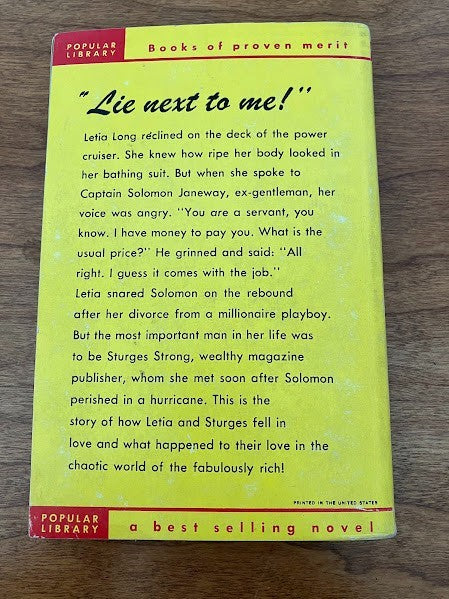 POPULAR
LIBRARY
Books of proven merit
"Lie next to me!"
Letia Long reclined on the deck of the power
cruiser. She knew how ripe her body looked in
her bathing suit. But when she spoke to
Captain Solomon Janeway, ex-gentleman, her
voice was angry. "You are a servant, you
know. I have money to pay you. What is the
usual price?" He grinned and said: "All
right. I guess it comes with the job."
Letia snared Solomon on the rebound
after her divorce from a millionaire playboy.
But the most important man in her life was
to be Sturges Strong, wealthy magazine
publisher, whom she met soon after Solomon
perished in a hurricane. This is the
story of how Letia and Sturges fell in
love and what happened to their love in the
chaotic world of the fabulously rich!
PRINTED IN THE UNITED STATES
POPULAR
LIBRARY
a best selling novel